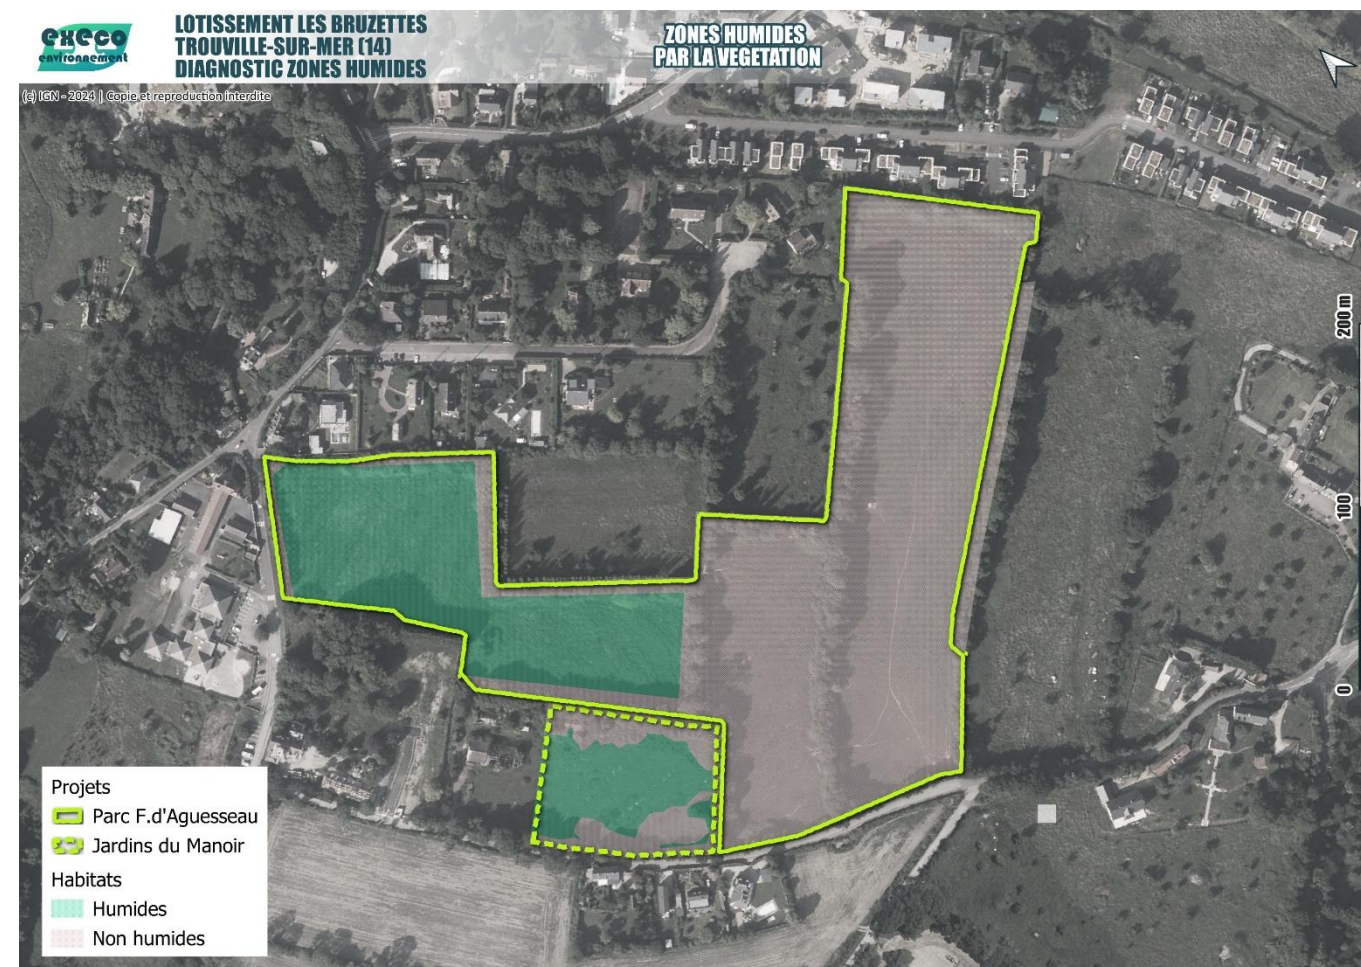 execo
environnement
LOTISSEMENT LES BRUZETTES
TROUVILLE-SUR-MER (14)
DIAGNOSTIC ZONES HUMIDES
ZONES HUMIDES
PAR LA VEGETATION
(c) IGN - 2024 | Copie et reproduction interdite
200 m
100
0
Projets
Parc F.d'Aguesseau
Jardins du Manoir
Habitats
Humides
Non humides